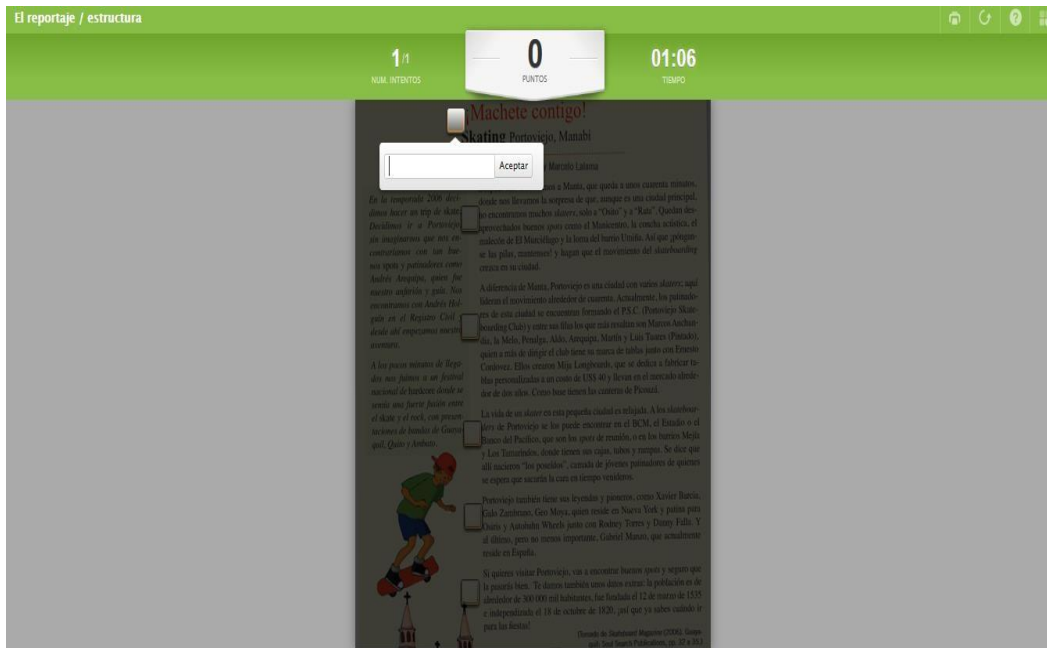 El reportaje / estructura
1/1
NUM. INTENTOS
0
PUNTOS
01:06
TIEMPO
¡Machete contigo!
Skating Portoviejo, Manabí
Aceptar
Marcelo Lalama
En la temporada 2006 deci-
dimos hacer un trip de skate.
Decidimos ir a Portoviejo
sin imaginarnos que nos en-
contraríamos con tan bue-
nos spots y patinadores como
Andrés Arequipa, quien fue
nuestro anfitrión y guía. Nos
encontramos con Andrés Hol-
guín en el Registro Civil y
desde ahí empezamos nuestra
aventura.
A los pocos minutos de llega-
dos nos fuimos a un festival
nacional de hardcore donde se
sentía una fuerte fusión entre
el skate y el rock, con presen-
taciones de bandas de Guaya-
quil, Quito y Ambato.
mos a Manta, que queda a unos cuarenta minutos,
donde nos llevamos la sorpresa de que, aunque es una ciudad principal,
no encontramos muchos skaters, solo a "Osito" y a "Rata". Quedan des-
aprovechados buenos spots como el Municentro, la concha acústica, el
malecón de El Murciélago y la loma del barrio Umiña. Así que ¡póngan-
se las pilas, mantenses! y hagan que el movimiento del skateboarding
crezca en su ciudad.
A diferencia de Manta, Portoviejo es una ciudad con varios skaters; aquí
lideran el movimiento alrededor de cuarenta. Actualmente, los patinado-
res de esta ciudad se encuentran formando el P.S.C. (Portoviejo Skate-
boarding Club) y entre sus filas los que más resaltan son Marcos Anchun-
dia, la Melo, Penalga, Aldo, Arequipa, Martín y Luis Tuares (Pintado),
quien a más de dirigir el club tiene su marca de tablas junto con Ernesto
Cordovez. Ellos crearon Mija Longboards, que se dedica a fabricar ta-
blas personalizadas a un costo de US$ 40 y llevan en el mercado alrede-
dor de dos años. Como base tienen las canteras de Picoazá.
La vida de un skater en esta pequeña ciudad es relajada. A los skateboar-
ders de Portoviejo se los puede encontrar en el BCM, el Estadio o el
Banco del Pacífico, que son los spots de reunión, o en los barrios Mejía
y Los Tamarindos, donde tienen sus cajas, tubos y rampas. Se dice que
allí nacieron "los poseídos", camada de jóvenes patinadores de quienes
se espera que sacarán la cara en tiempo venideros.
Portoviejo también tiene sus leyendas y pioneros, como Xavier Barcia,
Galo Zambrano, Geo Moya, quien reside en Nueva York y patina para
Osiris y Autobahn Wheels junto con Rodney Torres y Danny Falla. Y
al último, pero no menos importante, Gabriel Manzo, que actualmente
reside en España.
Si quieres visitar Portoviejo, vas a encontrar buenos spots y seguro que
la pasarás bien. Te damos también unos datos extras: la población es de
alrededor de 300 000 mil habitantes, fue fundada el 12 de marzo de 1535
e independizada el 18 de octubre de 1820, ¡así que ya sabes cuándo ir
para las fiestas!
(Tomado de Skateboard Magazine (2006), Guaya-
quil: Soul Search Publications, pp. 32 a 35.)